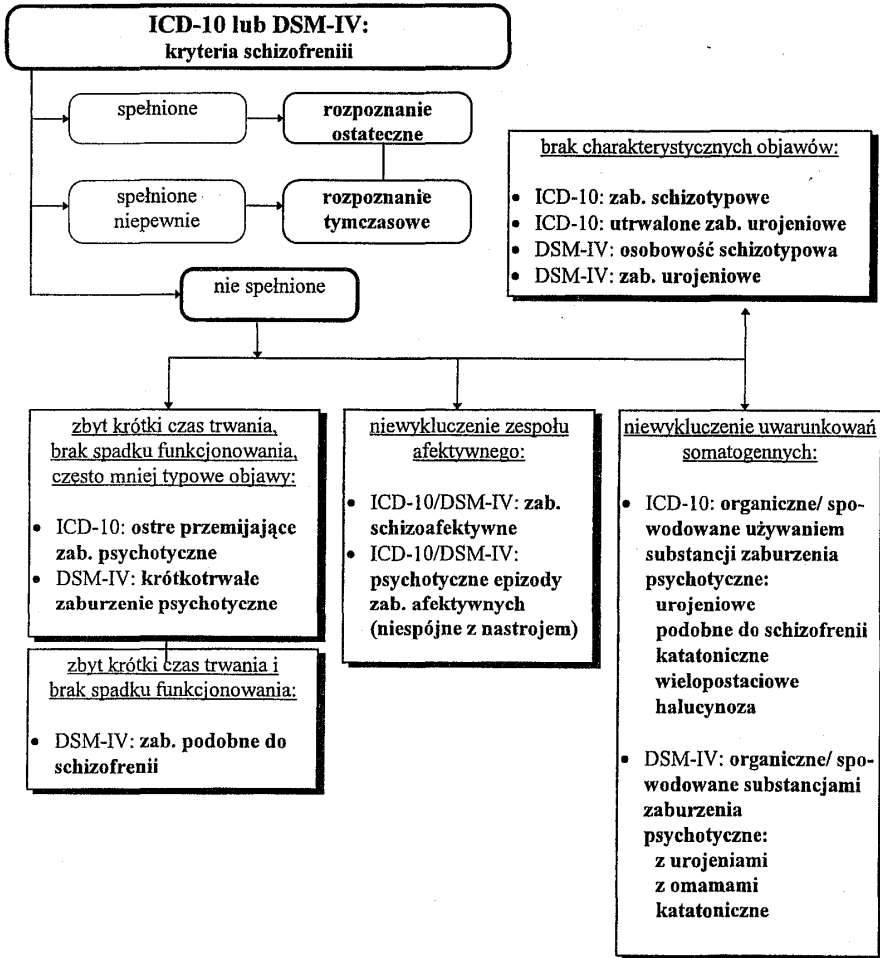 ICD-10 lub DSM-IV:
kryteria schizofreniii
spełnione
rozpoznanie
ostateczne
spełnione
niepewnie
rozpoznanie
tymczasowe
nie spełnione
brak charakterystycznych objawów:
• ICD-10: zab. schizotypowe
• ICD-10: utrwalone zab. urojeniowe
• DSM-IV: osobowość schizotypowa
• DSM-IV: zab. urojeniowe
zbyt krótki czas trwania,
brak spadku funkcjonowania,
często mniej typowe objawy:
• ICD-10: ostre przemijające
zab. psychotyczne
• DSM-IV: krótkotrwałe
zaburzenie psychotyczne
zbyt krótki czas trwania i
brak spadku funkcjonowania:
• DSM-IV: zab. podobne do
schizofrenii
niewykluczenie zespołu
afektywnego:
• ICD-10/DSM-IV: zab.
schizoafektywne
• ICD-10/DSM-IV:
psychotyczne epizody
zab. afektywnych
(niespójne z nastrojem)
niewykluczenie uwarunkowań
somatogennych:
• ICD-10: organiczne/ spo-
wodowane używaniem
substancji zaburzenia
psychotyczne:
urojeniowe
podobne do schizofrenii
katatoniczne
wielopostaciowe
halucynoza
• DSM-IV: organiczne/ spo-
wodowane substancjami
zaburzenia
psychotyczne:
z urojeniami
z omamami
katatoniczne